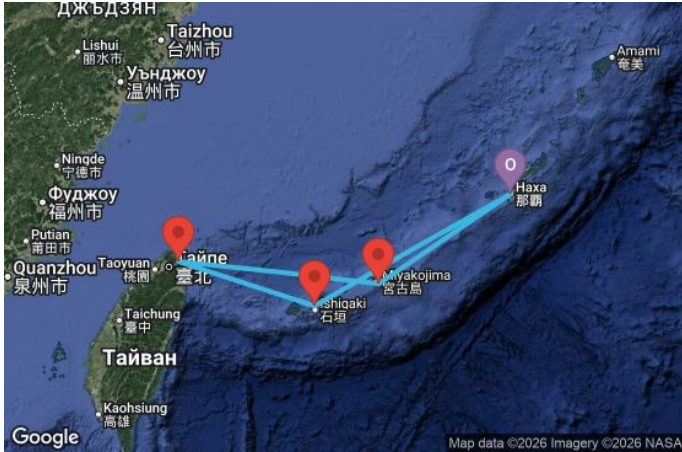 ДЖЪДЗЯН
Taizhou
台州市
Lishui
丽水市
Уънджоу
温州市
Amami
奄美
Ningde
宁德市
Фуджоу
福州市
Putian
莆田市
Quanzhou
泉州市
O
Наха
那覇
Тайпе
臺北
Taoyuan
桃園
Miyakojima
宮古島
Ishigaki
石垣
Taichung
臺中
Тайван
Kaohsiung
高雄
Google
Map data ©2026 Imagery ©2026 NASA